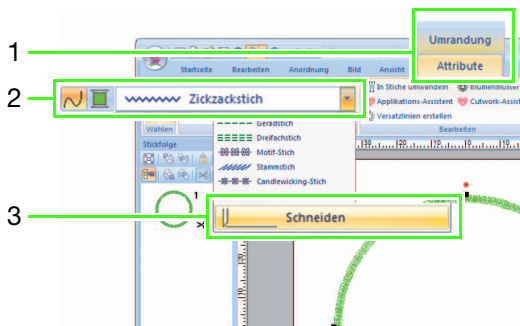 Umrandung
1
Startseite Bearbeiten Anordnung Bild Ansicht Attribute
2 Zickzackstich In Stiche umwandeln Blumenmuster
Applikations-Assistent Cutwork-Assist
Versatzlinien erstellen
Wählen Geradstich Bearbeiten
Stickfolge Dreifachstich
Motif-Stich
Stammstich
Candlewicking-Stich
1
3 Schneiden